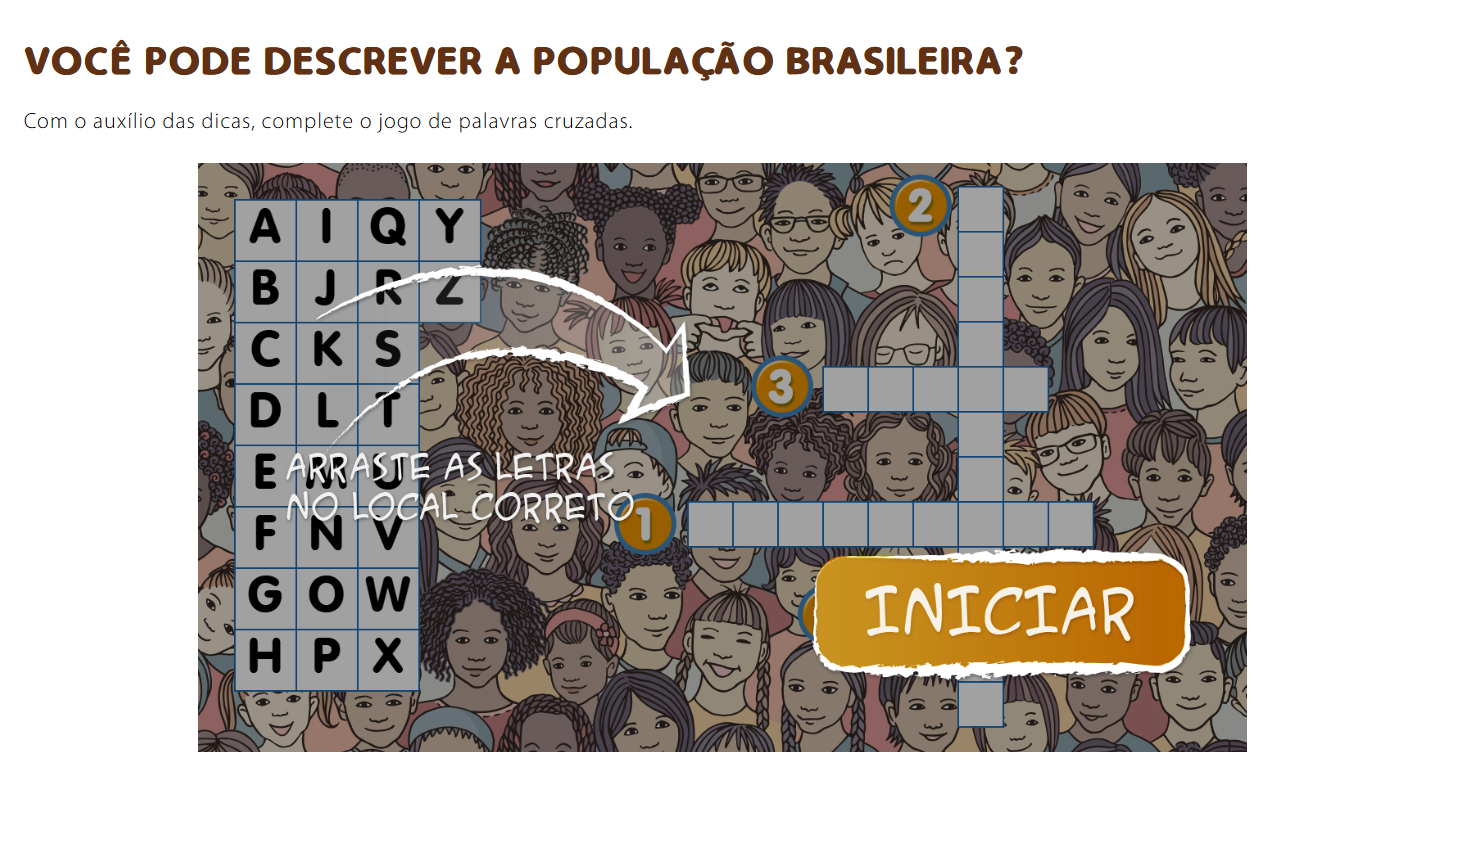 VOCÊ PODE DESCREVER A POPULAÇÃO BRASILEIRA?
Com o auxílio das dicas, complete o jogo de palavras cruzadas.
A I Q Y
B J R Z
C K S
D L T
E M U
F N V
G O W
H P X
ARRASTE AS LETRAS
NO LOCAL CORRETO
2
3
1
INICIAR